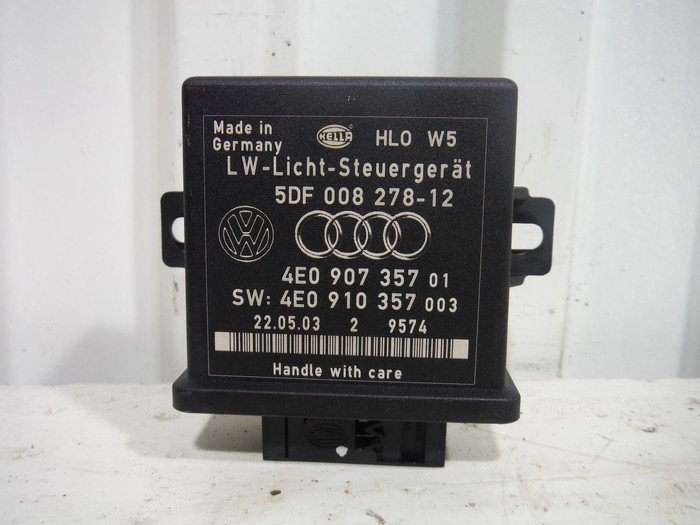 Made in
Germany
HELLA
HLO W5
LW-Licht-Steuergerät
5DF 008 278-12
4E0 907 357 01
SW: 4E0 910 357 003
22.05.03 2 9574
Handle with care